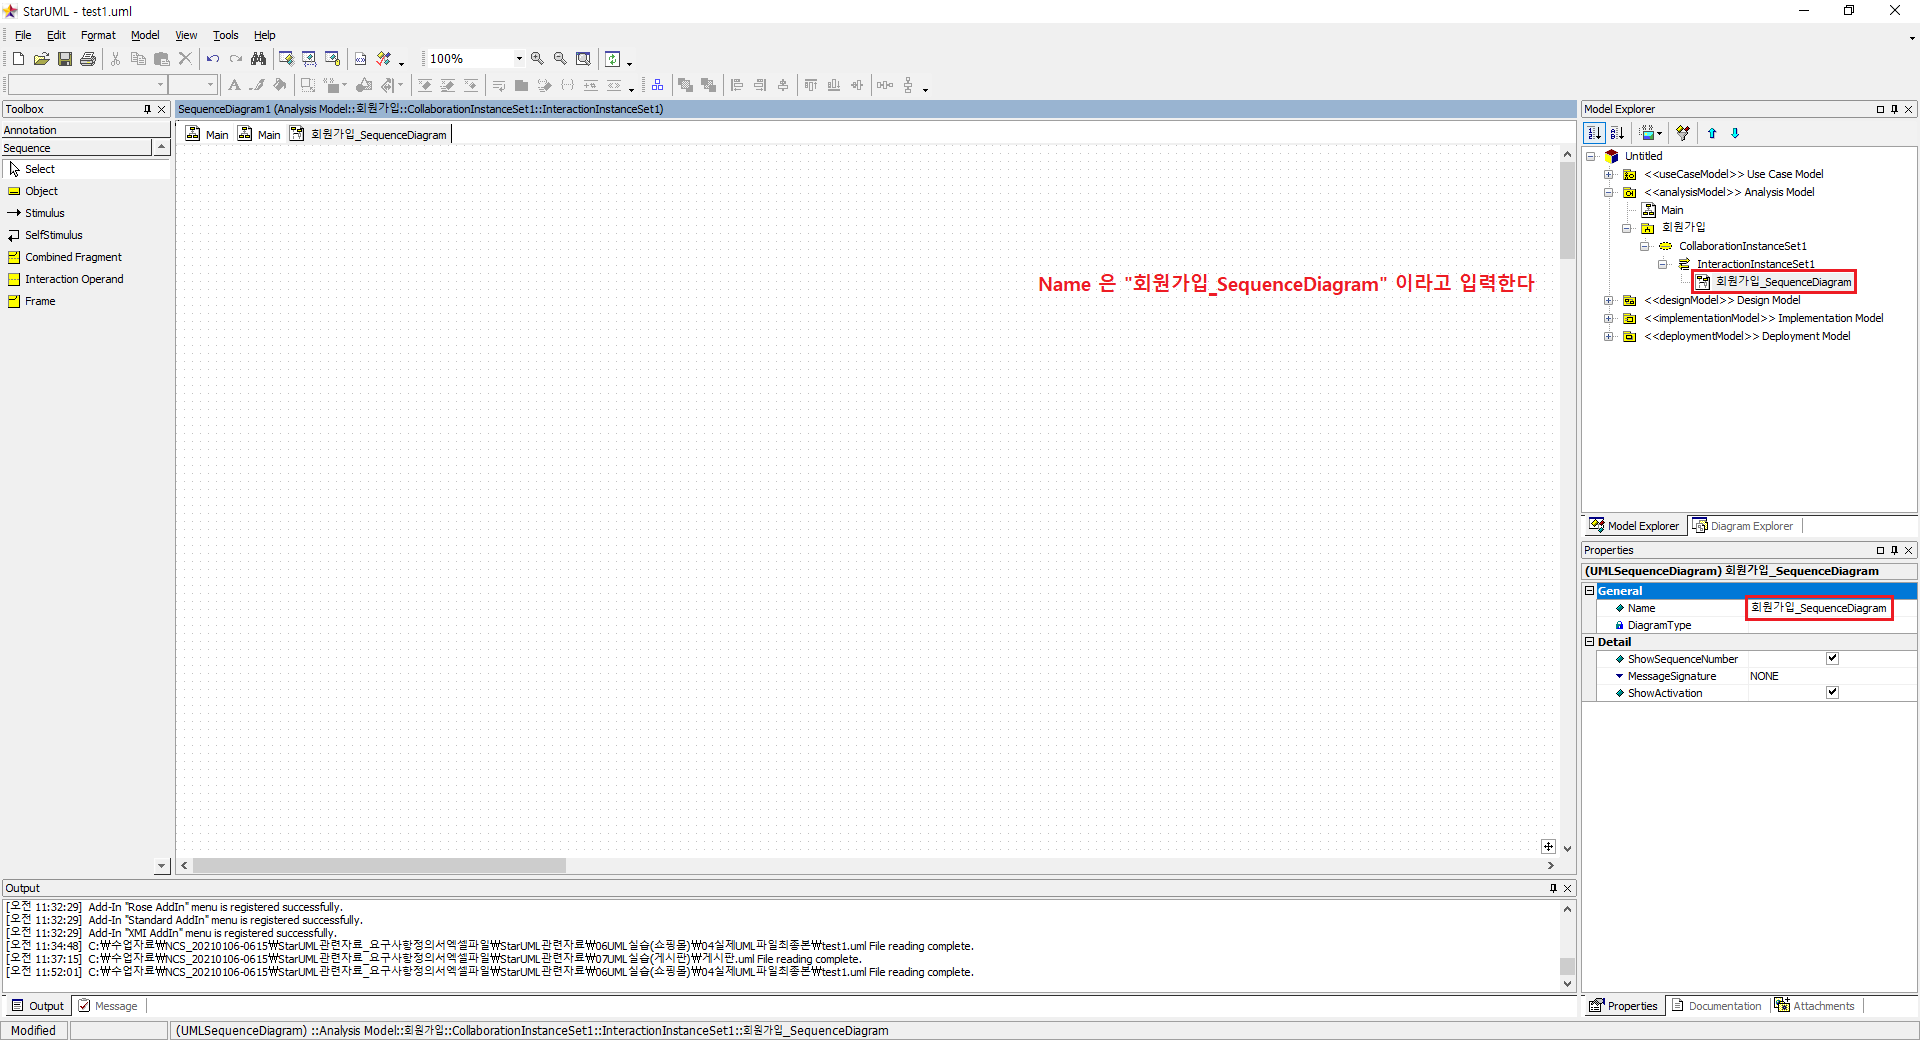 StarUML - test1.uml
File Edit Format Model View Tools Help
100%
Toolbox
Annotation
Sequence
Select
Object
Stimulus
SelfStimulus
Combined Fragment
Interaction Operand
Frame
SequenceDiagram1 (Analysis Model::회원가입::CollaborationInstanceSet1::InteractionInstanceSet1)
Main Main 회원가입_SequenceDiagram
Name 은 "회원가입_SequenceDiagram" 이라고 입력한다
Model Explorer
Untitled
<<useCaseModel>> Use Case Model
<<analysisModel>> Analysis Model
Main
회원가입
CollaborationInstanceSet1
InteractionInstanceSet1
회원가입_SequenceDiagram
<<designModel>> Design Model
<<implementationModel>> Implementation Model
<<deploymentModel>> Deployment Model
Model Explorer Diagram Explorer
Properties
(UMLSequenceDiagram) 회원가입_SequenceDiagram
General
Name 회원가입_SequenceDiagram
DiagramType
Detail
ShowSequenceNumber
MessageSignature NONE
ShowActivation
Output
[오전 11:32:29] Add-In "Rose AddIn" menu is registered successfully.
[오전 11:32:29] Add-In "Standard AddIn" menu is registered successfully.
[오전 11:32:29] Add-In "XMI AddIn" menu is registered successfully.
[오전 11:34:48] C:₩수업자료₩NCS_20210106-0615₩StarUML관련자료_요구사항정의서엑셀파일₩StarUML관련자료₩06UML실습(쇼핑몰)₩04실제UML파일최종본₩test1.uml File reading complete.
[오전 11:37:15] C:₩수업자료₩NCS_20210106-0615₩StarUML관련자료_요구사항정의서엑셀파일₩StarUML관련자료₩07UML실습(게시판)₩게시판.uml File reading complete.
[오전 11:52:01] C:₩수업자료₩NCS_20210106-0615₩StarUML관련자료_요구사항정의서엑셀파일₩StarUML관련자료₩06UML실습(쇼핑몰)₩04실제UML파일최종본₩test1.uml File reading complete.
Output Message
Properties Documentation Attachments
Modified
(UMLSequenceDiagram) ::Analysis Model::회원가입::CollaborationInstanceSet1::InteractionInstanceSet1::회원가입_SequenceDiagram